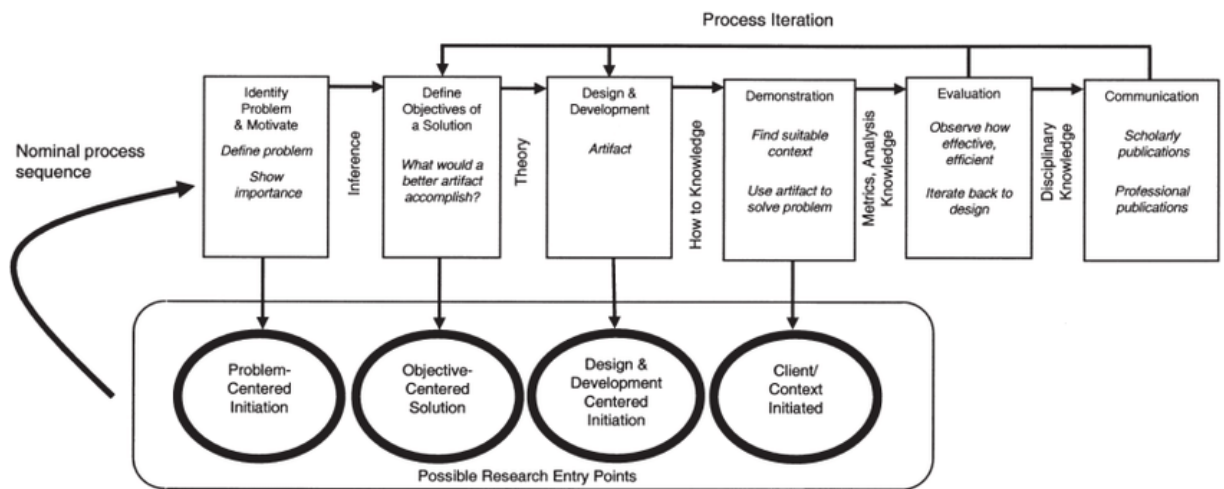 Process Iteration
Nominal process
sequence
Identify
Problem
& Motivate
Define problem
Show
importance
Inference
Define
Objectives of
a Solution
What would a
better artifact
accomplish?
Theory
Design &
Development
Artifact
How to Knowledge
Demonstration
Find suitable
context
Use artifact to
solve problem
Metrics, Analysis
Knowledge
Evaluation
Observe how
effective,
efficient
Iterate back to
design
Disciplinary
Knowledge
Communication
Scholarly
publications
Professional
publications
Problem-
Centered
Initiation
Objective-
Centered
Solution
Design &
Development
Centered
Initiation
Client/
Context
Initiated
Possible Research Entry Points